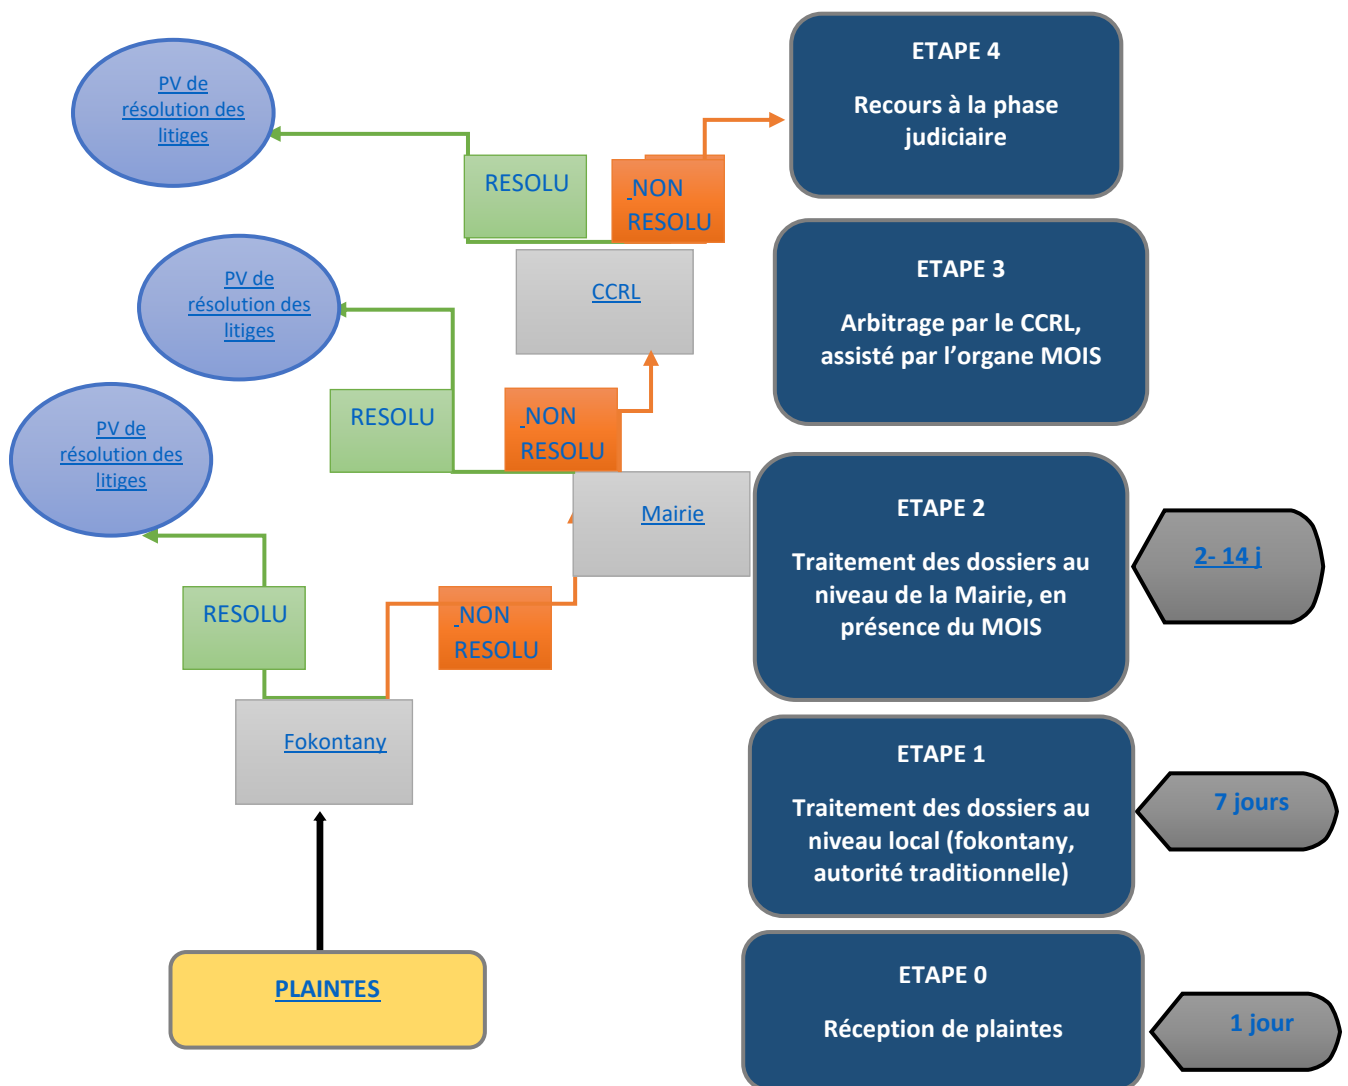 PV de
résolution des
litiges
RESOLU
NON
RESOLU
ETAPE 4
Recours à la phase
judiciaire
PV de
résolution des
litiges
CCRL
ETAPE 3
Arbitrage par le CCRL,
assisté par l’organe MOIS
RESOLU
NON
RESOLU
PV de
résolution des
litiges
Mairie
ETAPE 2
Traitement des dossiers au
niveau de la Mairie, en
présence du MOIS
2- 14 j
RESOLU
NON
RESOLU
Fokontany
ETAPE 1
Traitement des dossiers au
niveau local (fokontany,
autorité traditionnelle)
7 jours
PLAINTES
ETAPE 0
Réception de plaintes
1 jour